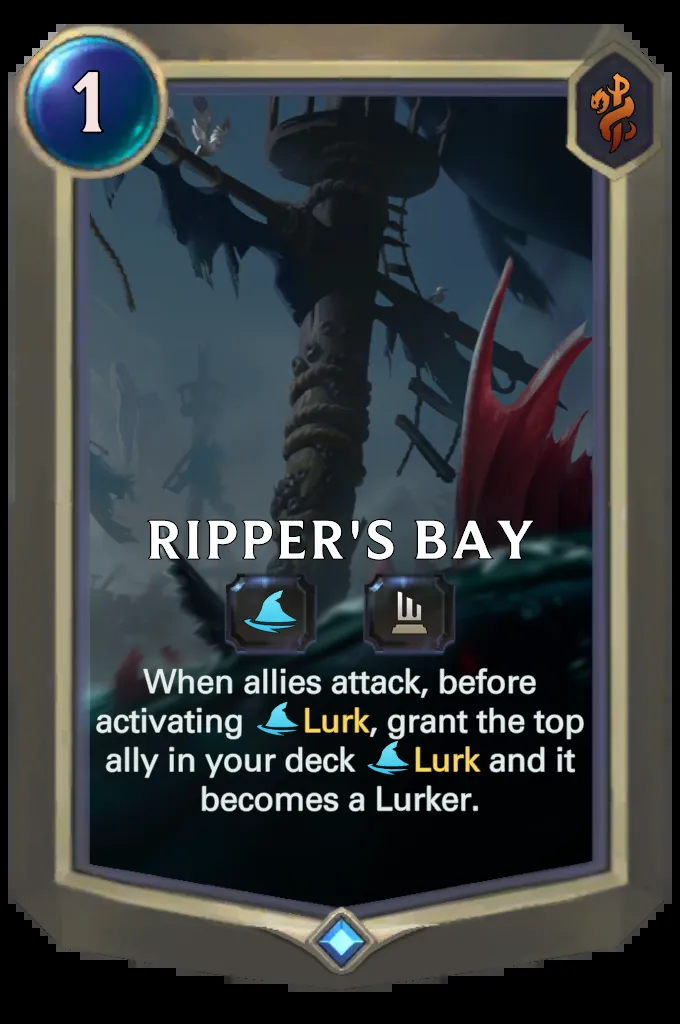 1
RIPPER'S BAY
When allies attack, before
activating Lurk, grant the top
ally in your deck Lurk and it
becomes a Lurker.